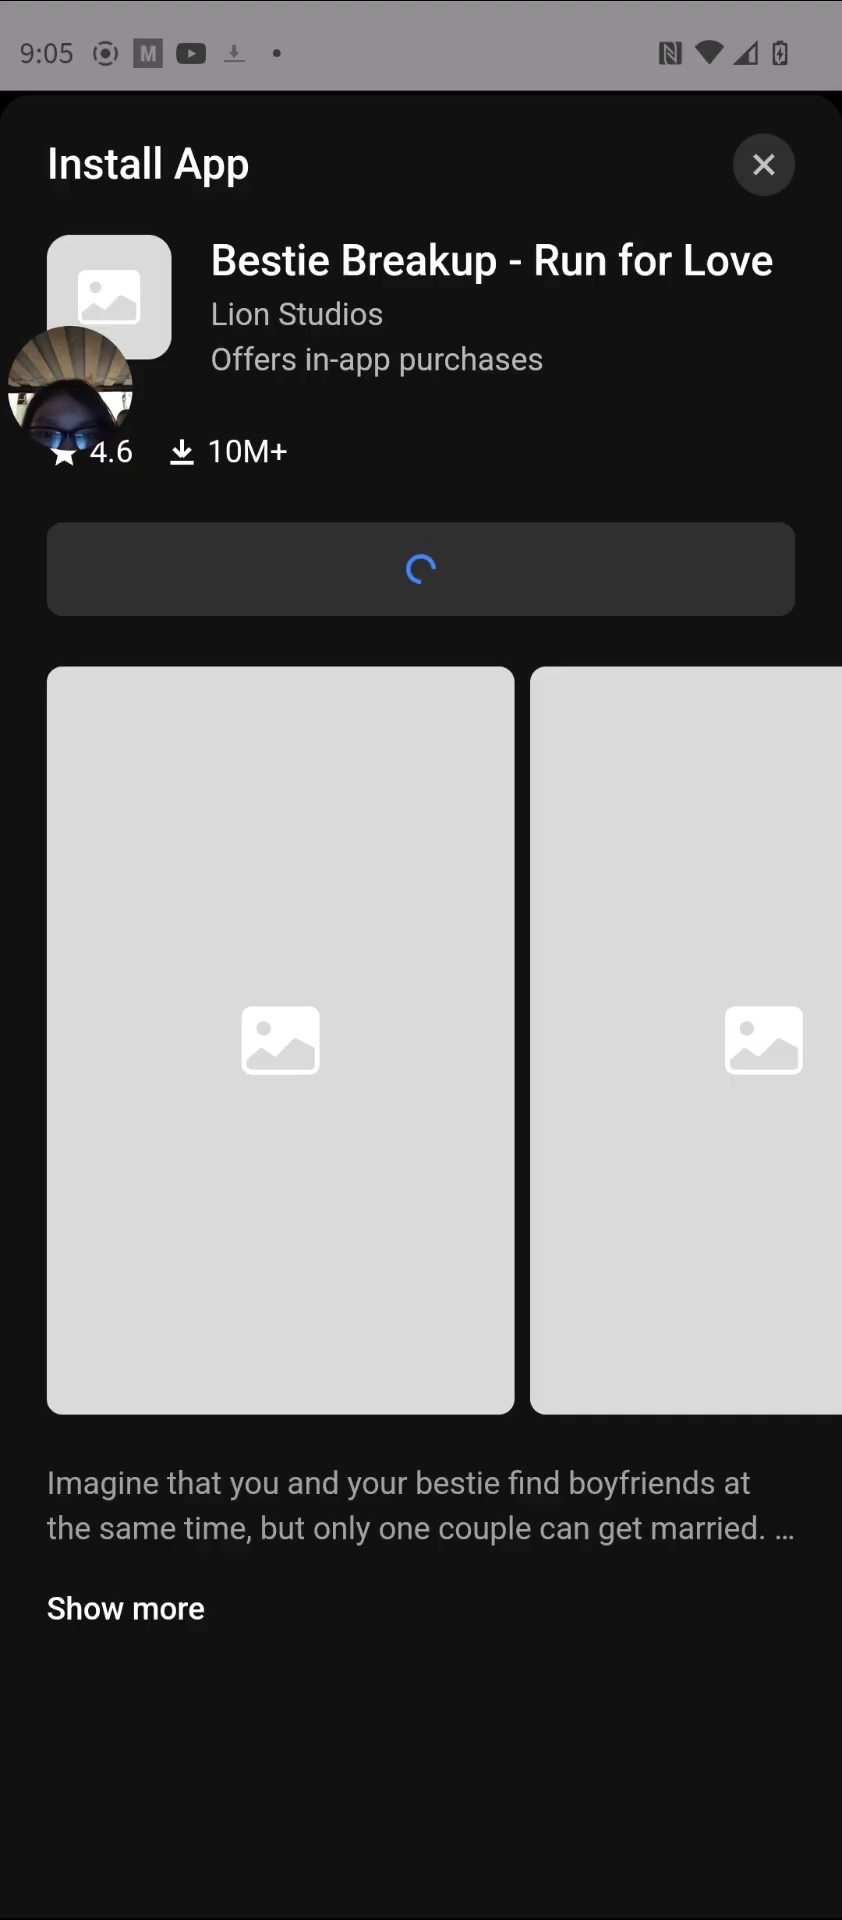 9:05
Install App
Bestie Breakup - Run for Love
Lion Studios
Offers in-app purchases
4.6 10M+
Imagine that you and your bestie find boyfriends at
the same time, but only one couple can get married. ...
Show more